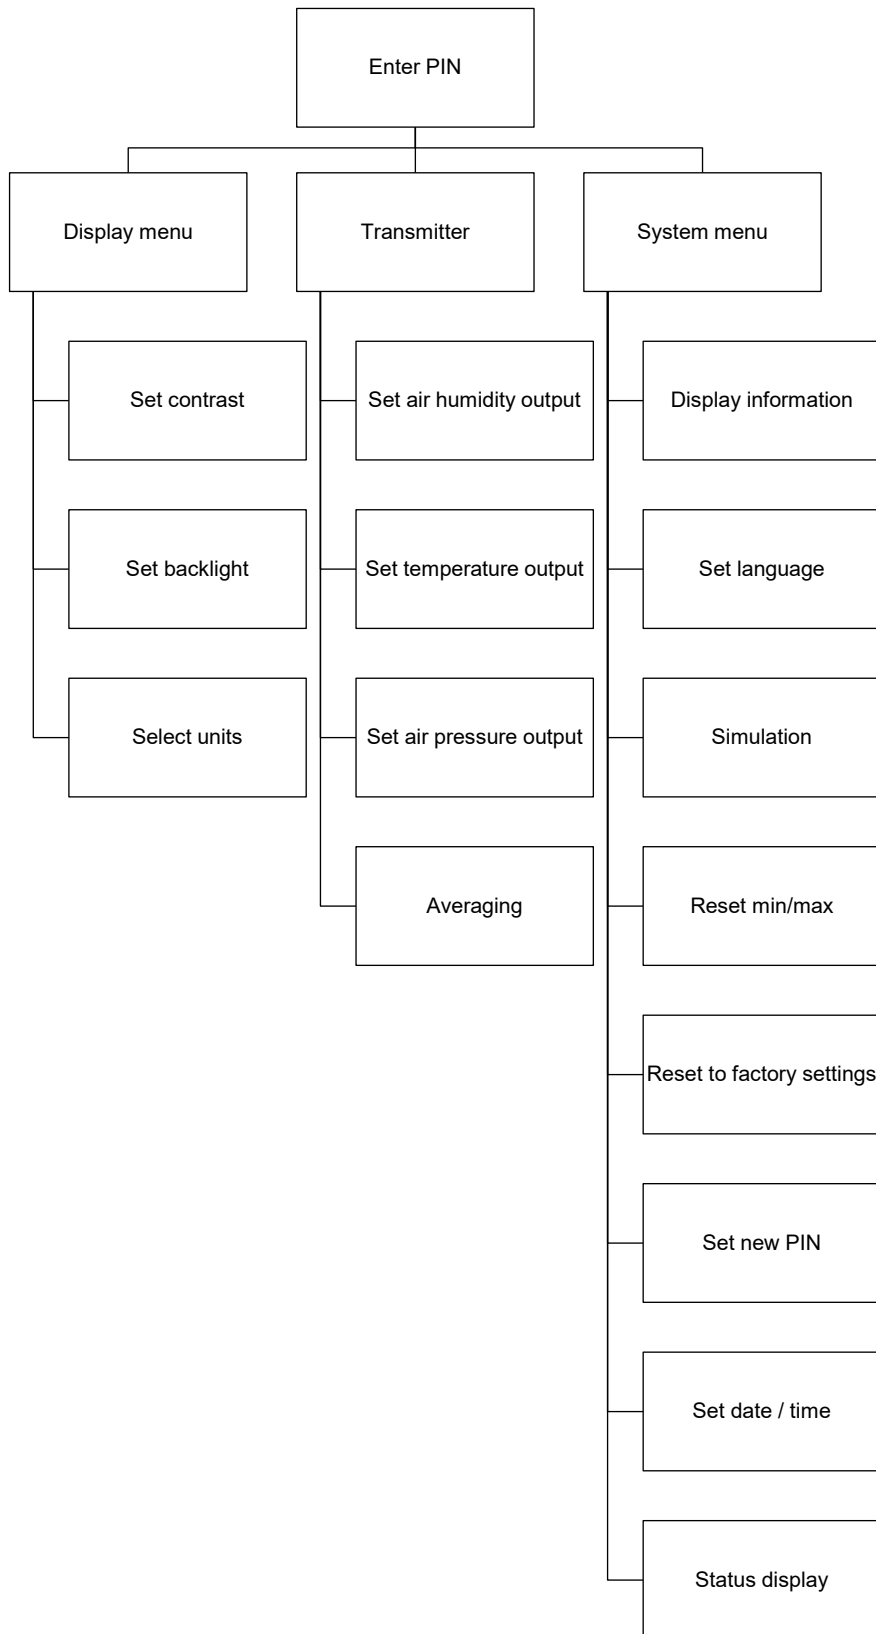 Enter PIN
Display menu
Transmitter
System menu
Set contrast
Set air humidity output
Display information
Set backlight
Set temperature output
Set language
Select units
Set air pressure output
Simulation
Averaging
Reset min/max
Reset to factory settings
Set new PIN
Set date / time
Status display